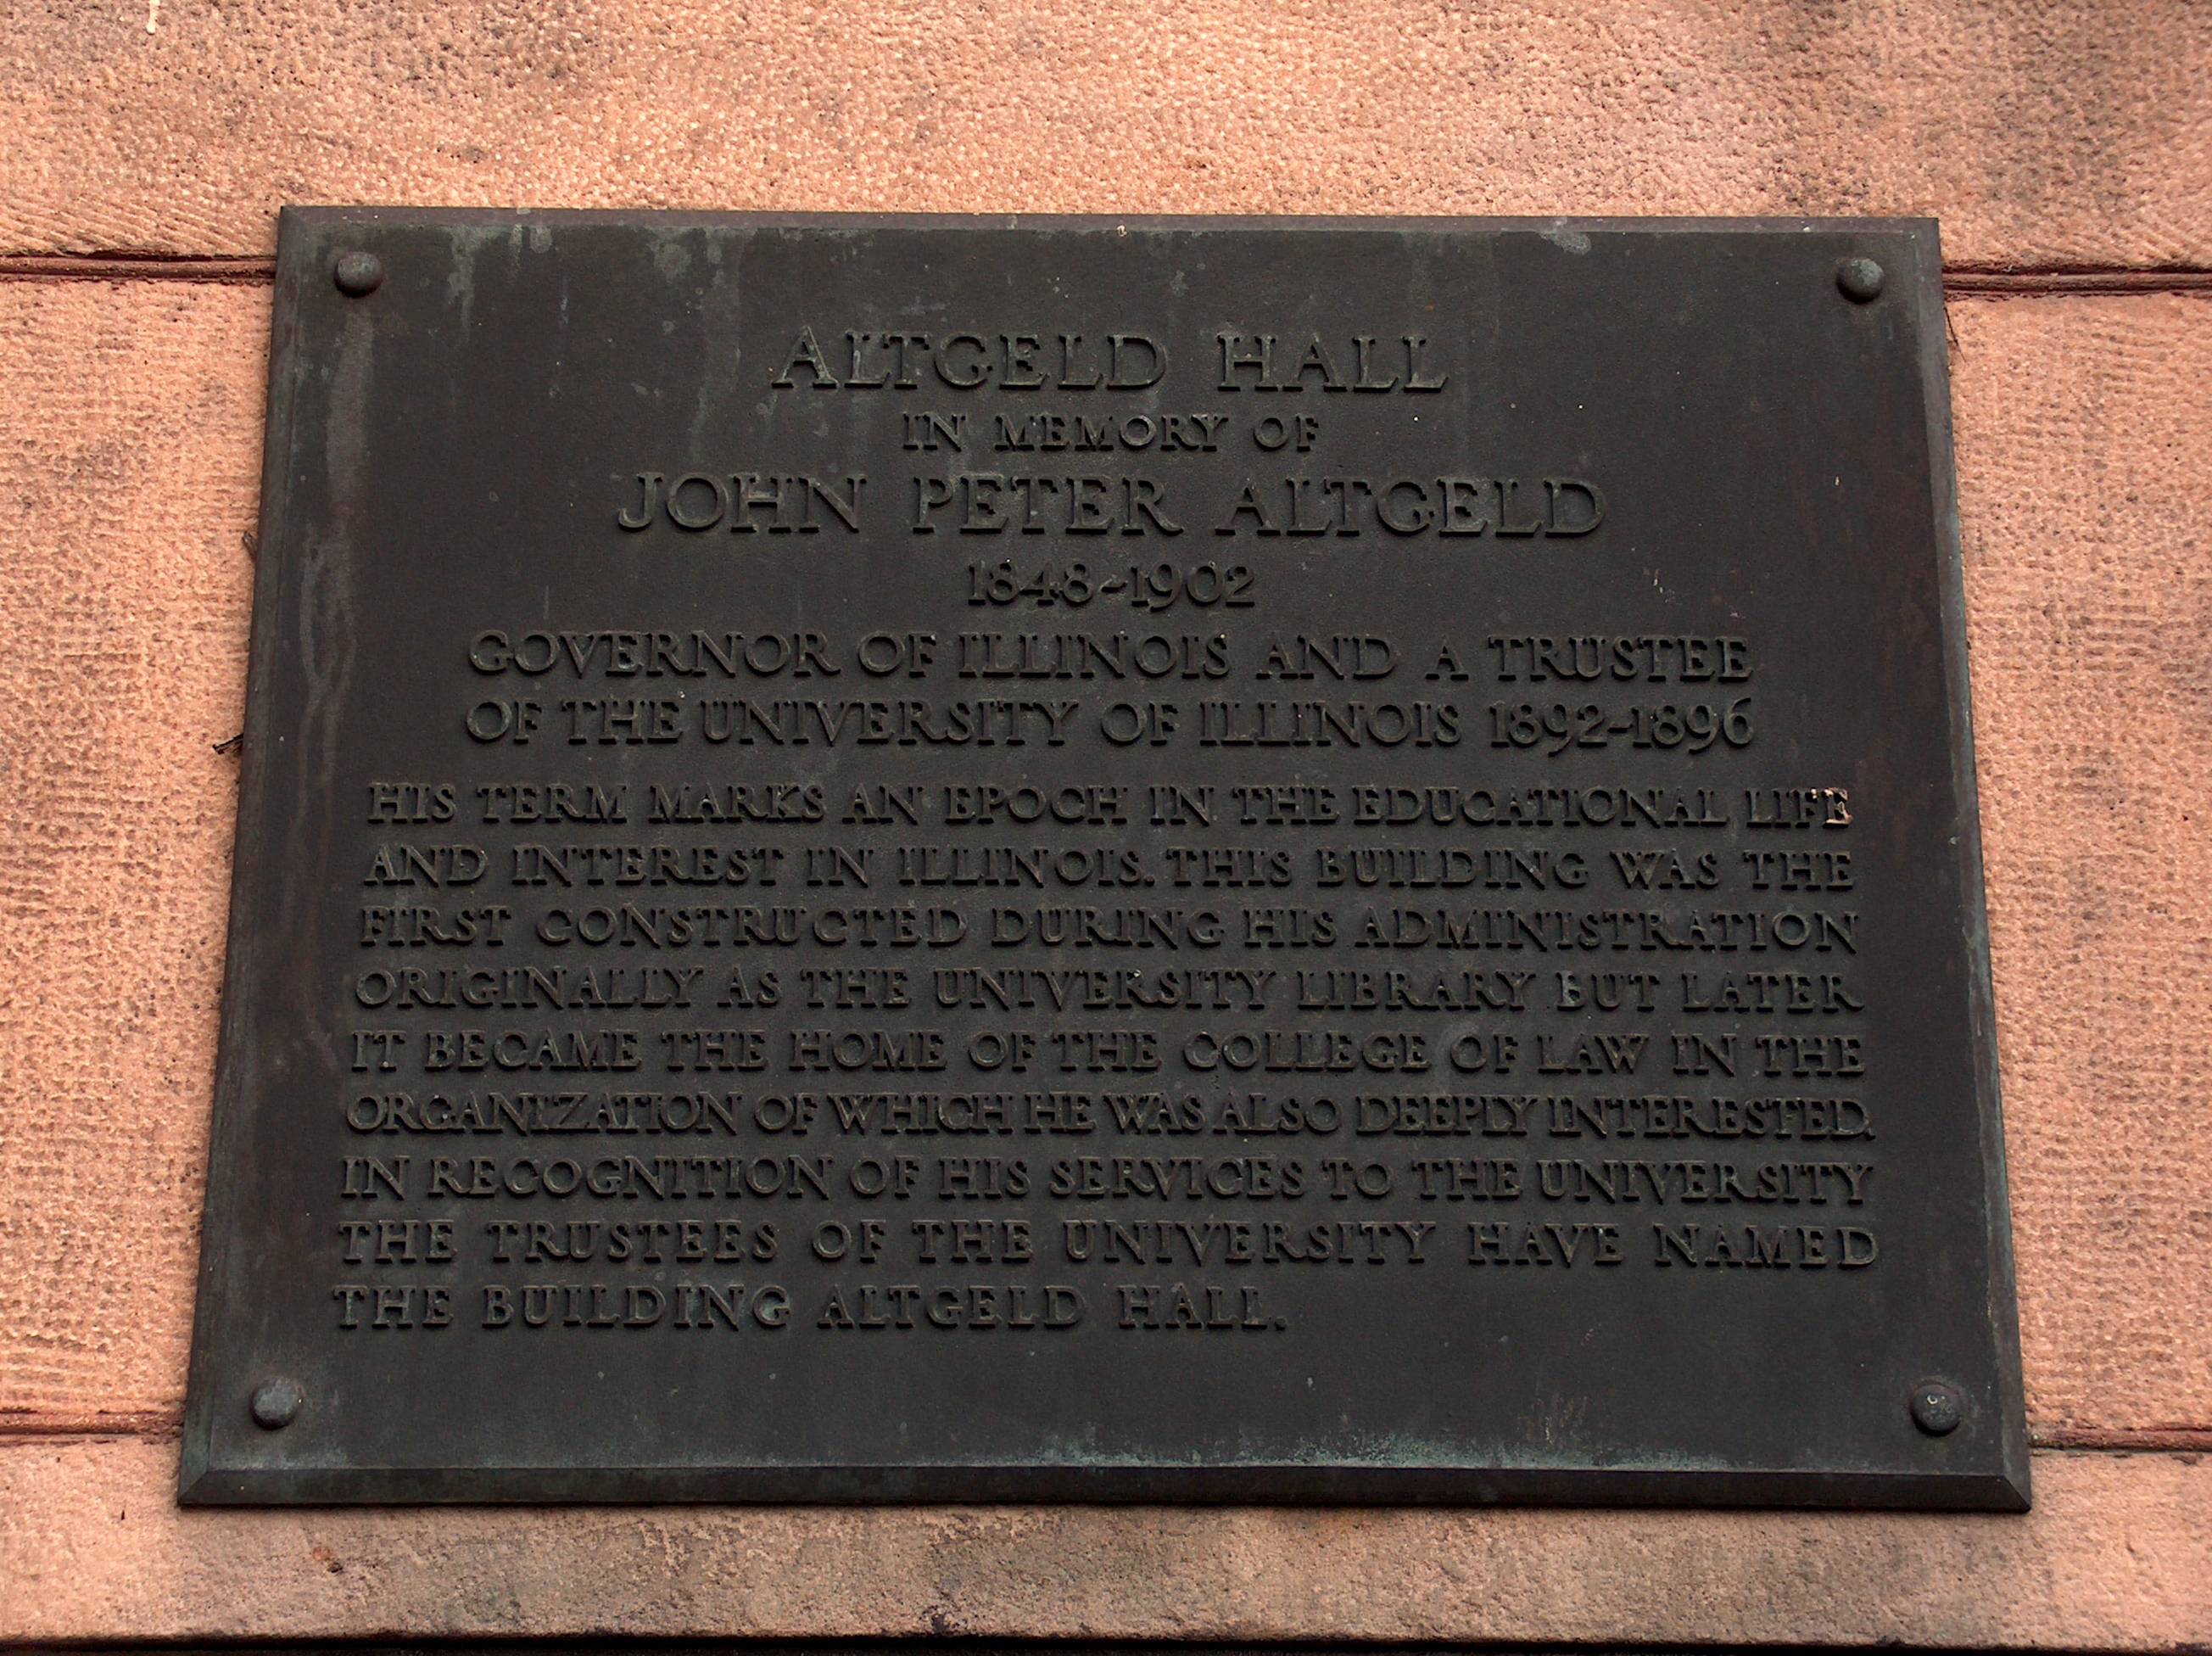 ALTGELD HALL
IN MEMORY OF
JOHN PETER ALTGELD
1848-1902
GOVERNOR OF ILLINOIS AND A TRUSTEE
OF THE UNIVERSITY OF ILLINOIS 1892-1896
HIS TERM MARKS AN EPOCH IN THE EDUCATIONAL LIFE
AND INTEREST IN ILLINOIS. THIS BUILDING WAS THE
FIRST CONSTRUCTED DURING HIS ADMINISTRATION
ORIGINALLY AS THE UNIVERSITY LIBRARY BUT LATER
IT BECAME THE HOME OF THE COLLEGE OF LAW IN THE
ORGANIZATION OF WHICH HE WAS ALSO DEEPLY INTERESTED.
IN RECOGNITION OF HIS SERVICES TO THE UNIVERSITY
THE TRUSTEES OF THE UNIVERSITY HAVE NAMED
THE BUILDING ALTGELD HALL.